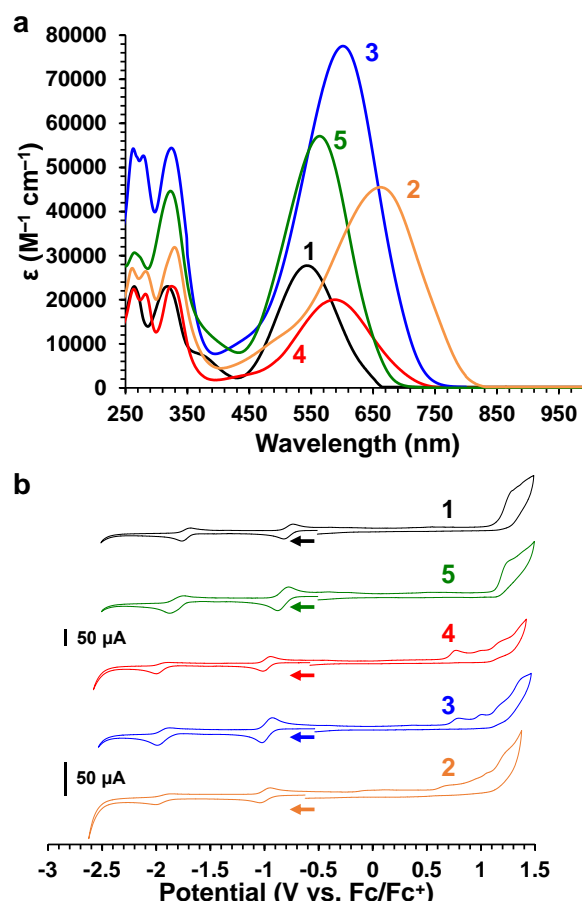 a
80000
70000
60000
50000
40000
30000
20000
10000
0
ε (M⁻¹ cm⁻¹)
3
5
2
1
4
250 350 450 550 650 750 850 950
Wavelength (nm)
b
1
5
50 µA
4
3
50 µA
2
-3 -2.5 -2 -1.5 -1 -0.5 0 0.5 1 1.5
Potential (V vs. Fc/Fc⁺)